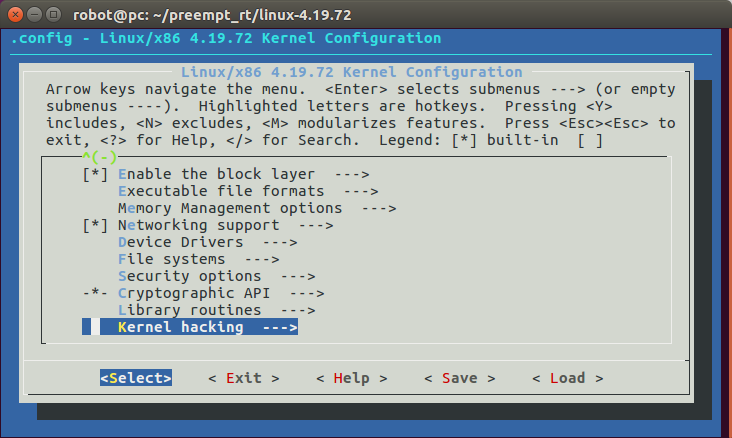 robot@pc: ~/preempt_rt/linux-4.19.72
.config - Linux/x86 4.19.72 Kernel Configuration
Linux/x86 4.19.72 Kernel Configuration
Arrow keys navigate the menu.  <Enter> selects submenus ---> (or empty
submenus ----).  Highlighted letters are hotkeys.  Pressing <Y>
includes, <N> excludes, <M> modularizes features.  Press <Esc><Esc> to
exit, <?> for Help, </> for Search.  Legend: [*] built-in  [ ]
^(-)
[*] Enable the block layer  --->
Executable file formats  --->
Memory Management options  --->
[*] Networking support  --->
Device Drivers  --->
File systems  --->
Security options  --->
-*- Cryptographic API  --->
Library routines  --->
Kernel hacking  --->
<Select>    < Exit >    < Help >    < Save >    < Load >